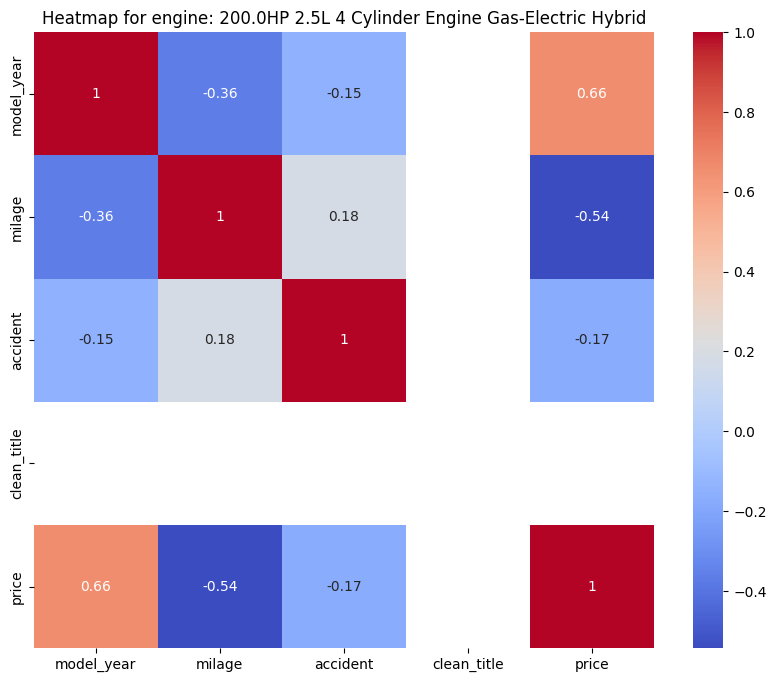 Heatmap for engine: 200.0HP 2.5L 4 Cylinder Engine Gas-Electric Hybrid
model_year 1 -0.36 -0.15 0.66
milage -0.36 1 0.18 -0.54
accident -0.15 0.18 1 -0.17
clean_title
price 0.66 -0.54 -0.17 1
model_year milage accident clean_title price
1.0
0.8
0.6
0.4
0.2
0.0
−0.2
−0.4